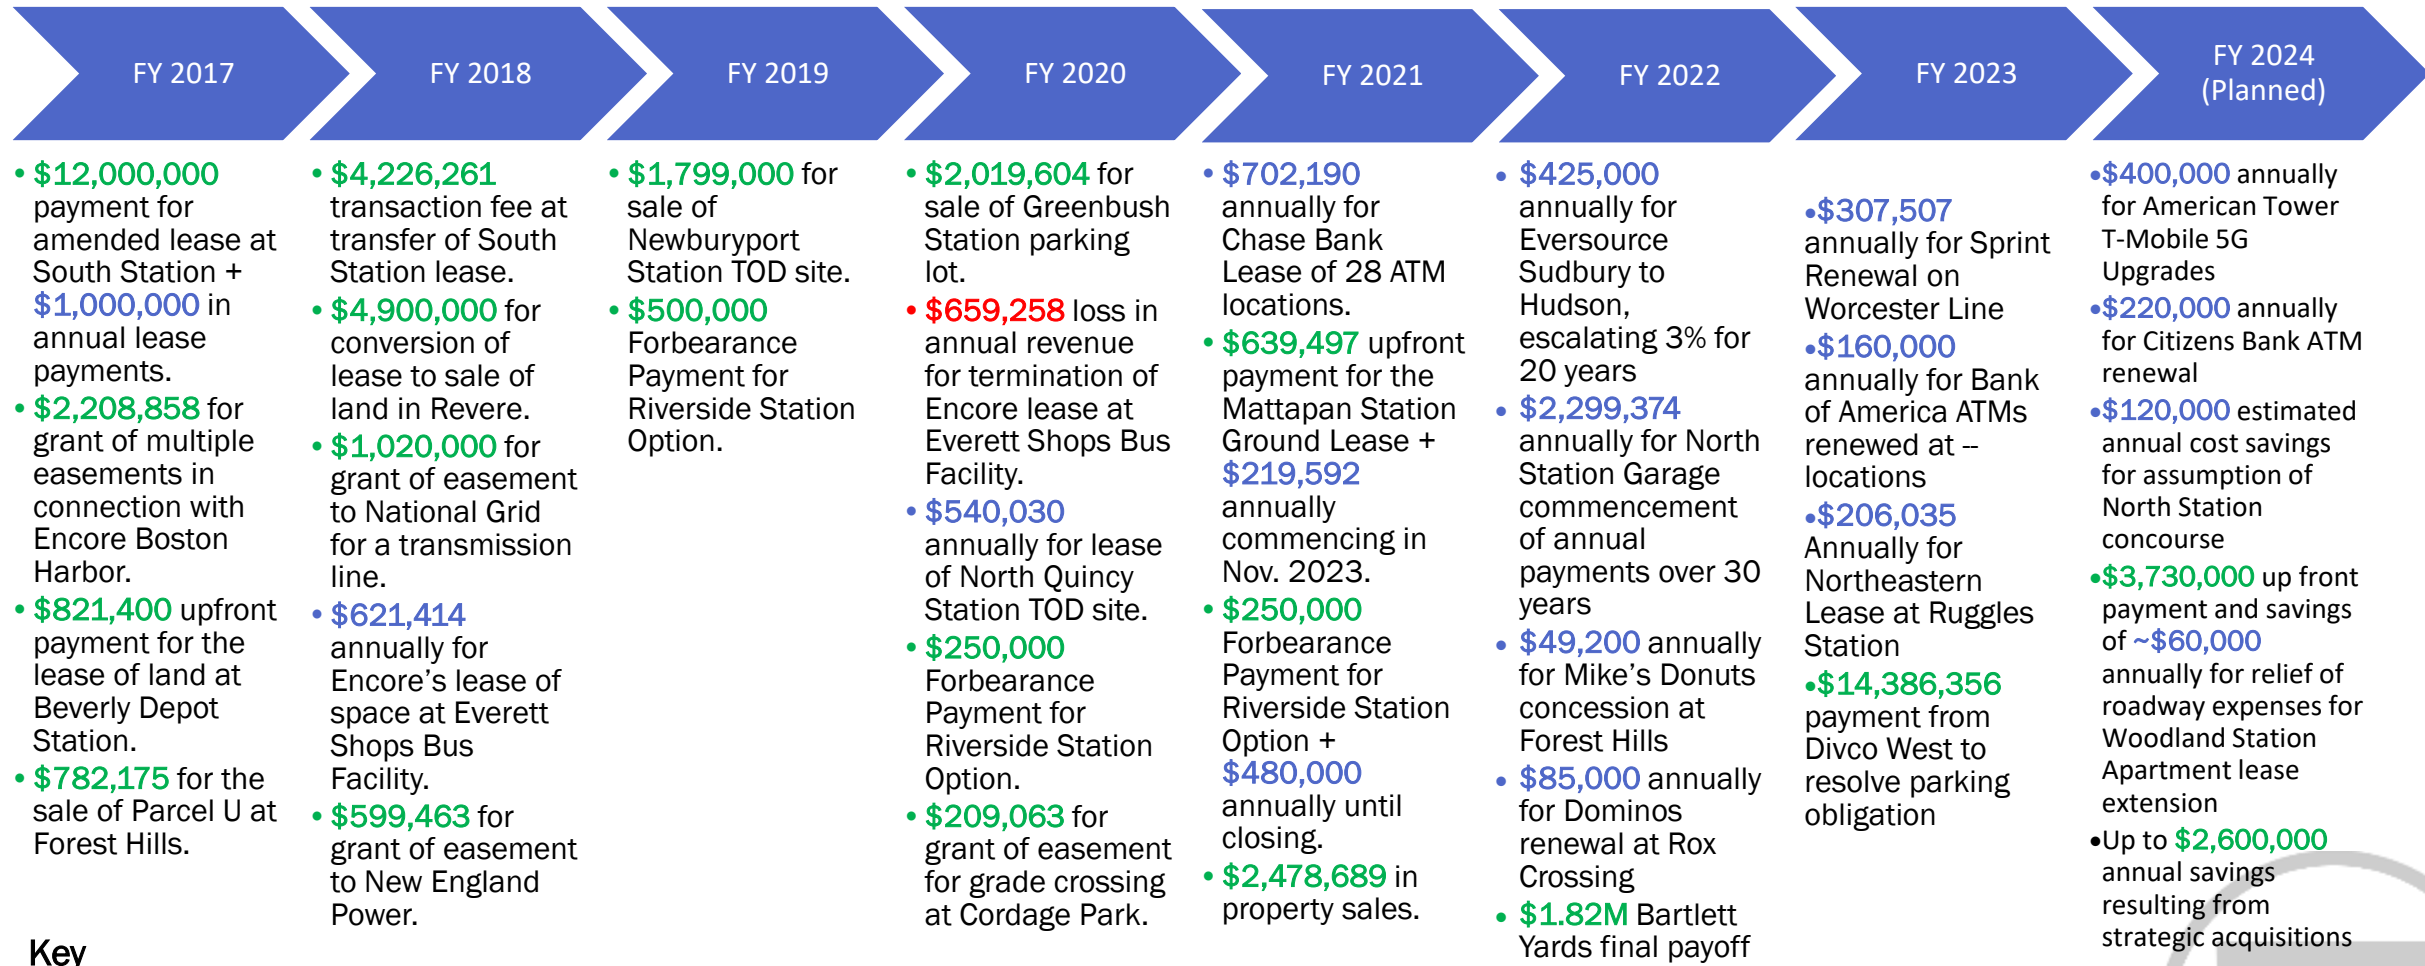 FY 2017
FY 2018
FY 2019
FY 2020
FY 2021
FY 2022
FY 2023
FY 2024
(Planned)
• $12,000,000
payment for
amended lease at
South Station +
$1,000,000 in
annual lease
payments.
• $2,208,858 for
grant of multiple
easements in
connection with
Encore Boston
Harbor.
• $821,400 upfront
payment for the
lease of land at
Beverly Depot
Station.
• $782,175 for the
sale of Parcel U at
Forest Hills.
• $4,226,261
transaction fee at
transfer of South
Station lease.
• $4,900,000 for
conversion of
lease to sale of
land in Revere.
• $1,020,000 for
grant of easement
to National Grid
for a transmission
line.
• $621,414
annually for
Encore’s lease of
space at Everett
Shops Bus
Facility.
• $599,463 for
grant of easement
to New England
Power.
• $1,799,000 for
sale of
Newburyport
Station TOD site.
• $500,000
Forbearance
Payment for
Riverside Station
Option.
• $2,019,604 for
sale of Greenbush
Station parking
lot.
• $659,258 loss in
annual revenue
for termination of
Encore lease at
Everett Shops Bus
Facility.
• $540,030
annually for lease
of North Quincy
Station TOD site.
• $250,000
Forbearance
Payment for
Riverside Station
Option.
• $209,063 for
grant of easement
for grade crossing
at Cordage Park.
• $702,190
annually for
Chase Bank
Lease of 28 ATM
locations.
• $639,497 upfront
payment for the
Mattapan Station
Ground Lease +
$219,592
annually
commencing in
Nov. 2023.
• $250,000
Forbearance
Payment for
Riverside Station
Option +
$480,000
annually until
closing.
• $2,478,689 in
property sales.
• $425,000
annually for
Eversource
Sudbury to
Hudson,
escalating 3% for
20 years
• $2,299,374
annually for North
Station Garage
commencement
of annual
payments over 30
years
• $49,200 annually
for Mike’s Donuts
concession at
Forest Hills
• $85,000 annually
for Dominos
renewal at Rox
Crossing
• $1.82M Bartlett
Yards final payoff
•$307,507
annually for Sprint
Renewal on
Worcester Line
•$160,000
annually for Bank
of America ATMs
renewed at --
locations
•$206,035
Annually for
Northeastern
Lease at Ruggles
Station
•$14,386,356
payment from
Divco West to
resolve parking
obligation
•$400,000 annually
for American Tower
T-Mobile 5G
Upgrades
•$220,000 annually
for Citizens Bank ATM
renewal
•$120,000 estimated
annual cost savings
for assumption of
North Station
concourse
•$3,730,000 up front
payment and savings
of ~$60,000
annually for relief of
roadway expenses for
Woodland Station
Apartment lease
extension
•Up to $2,600,000
annual savings
resulting from
strategic acquisitions
Key